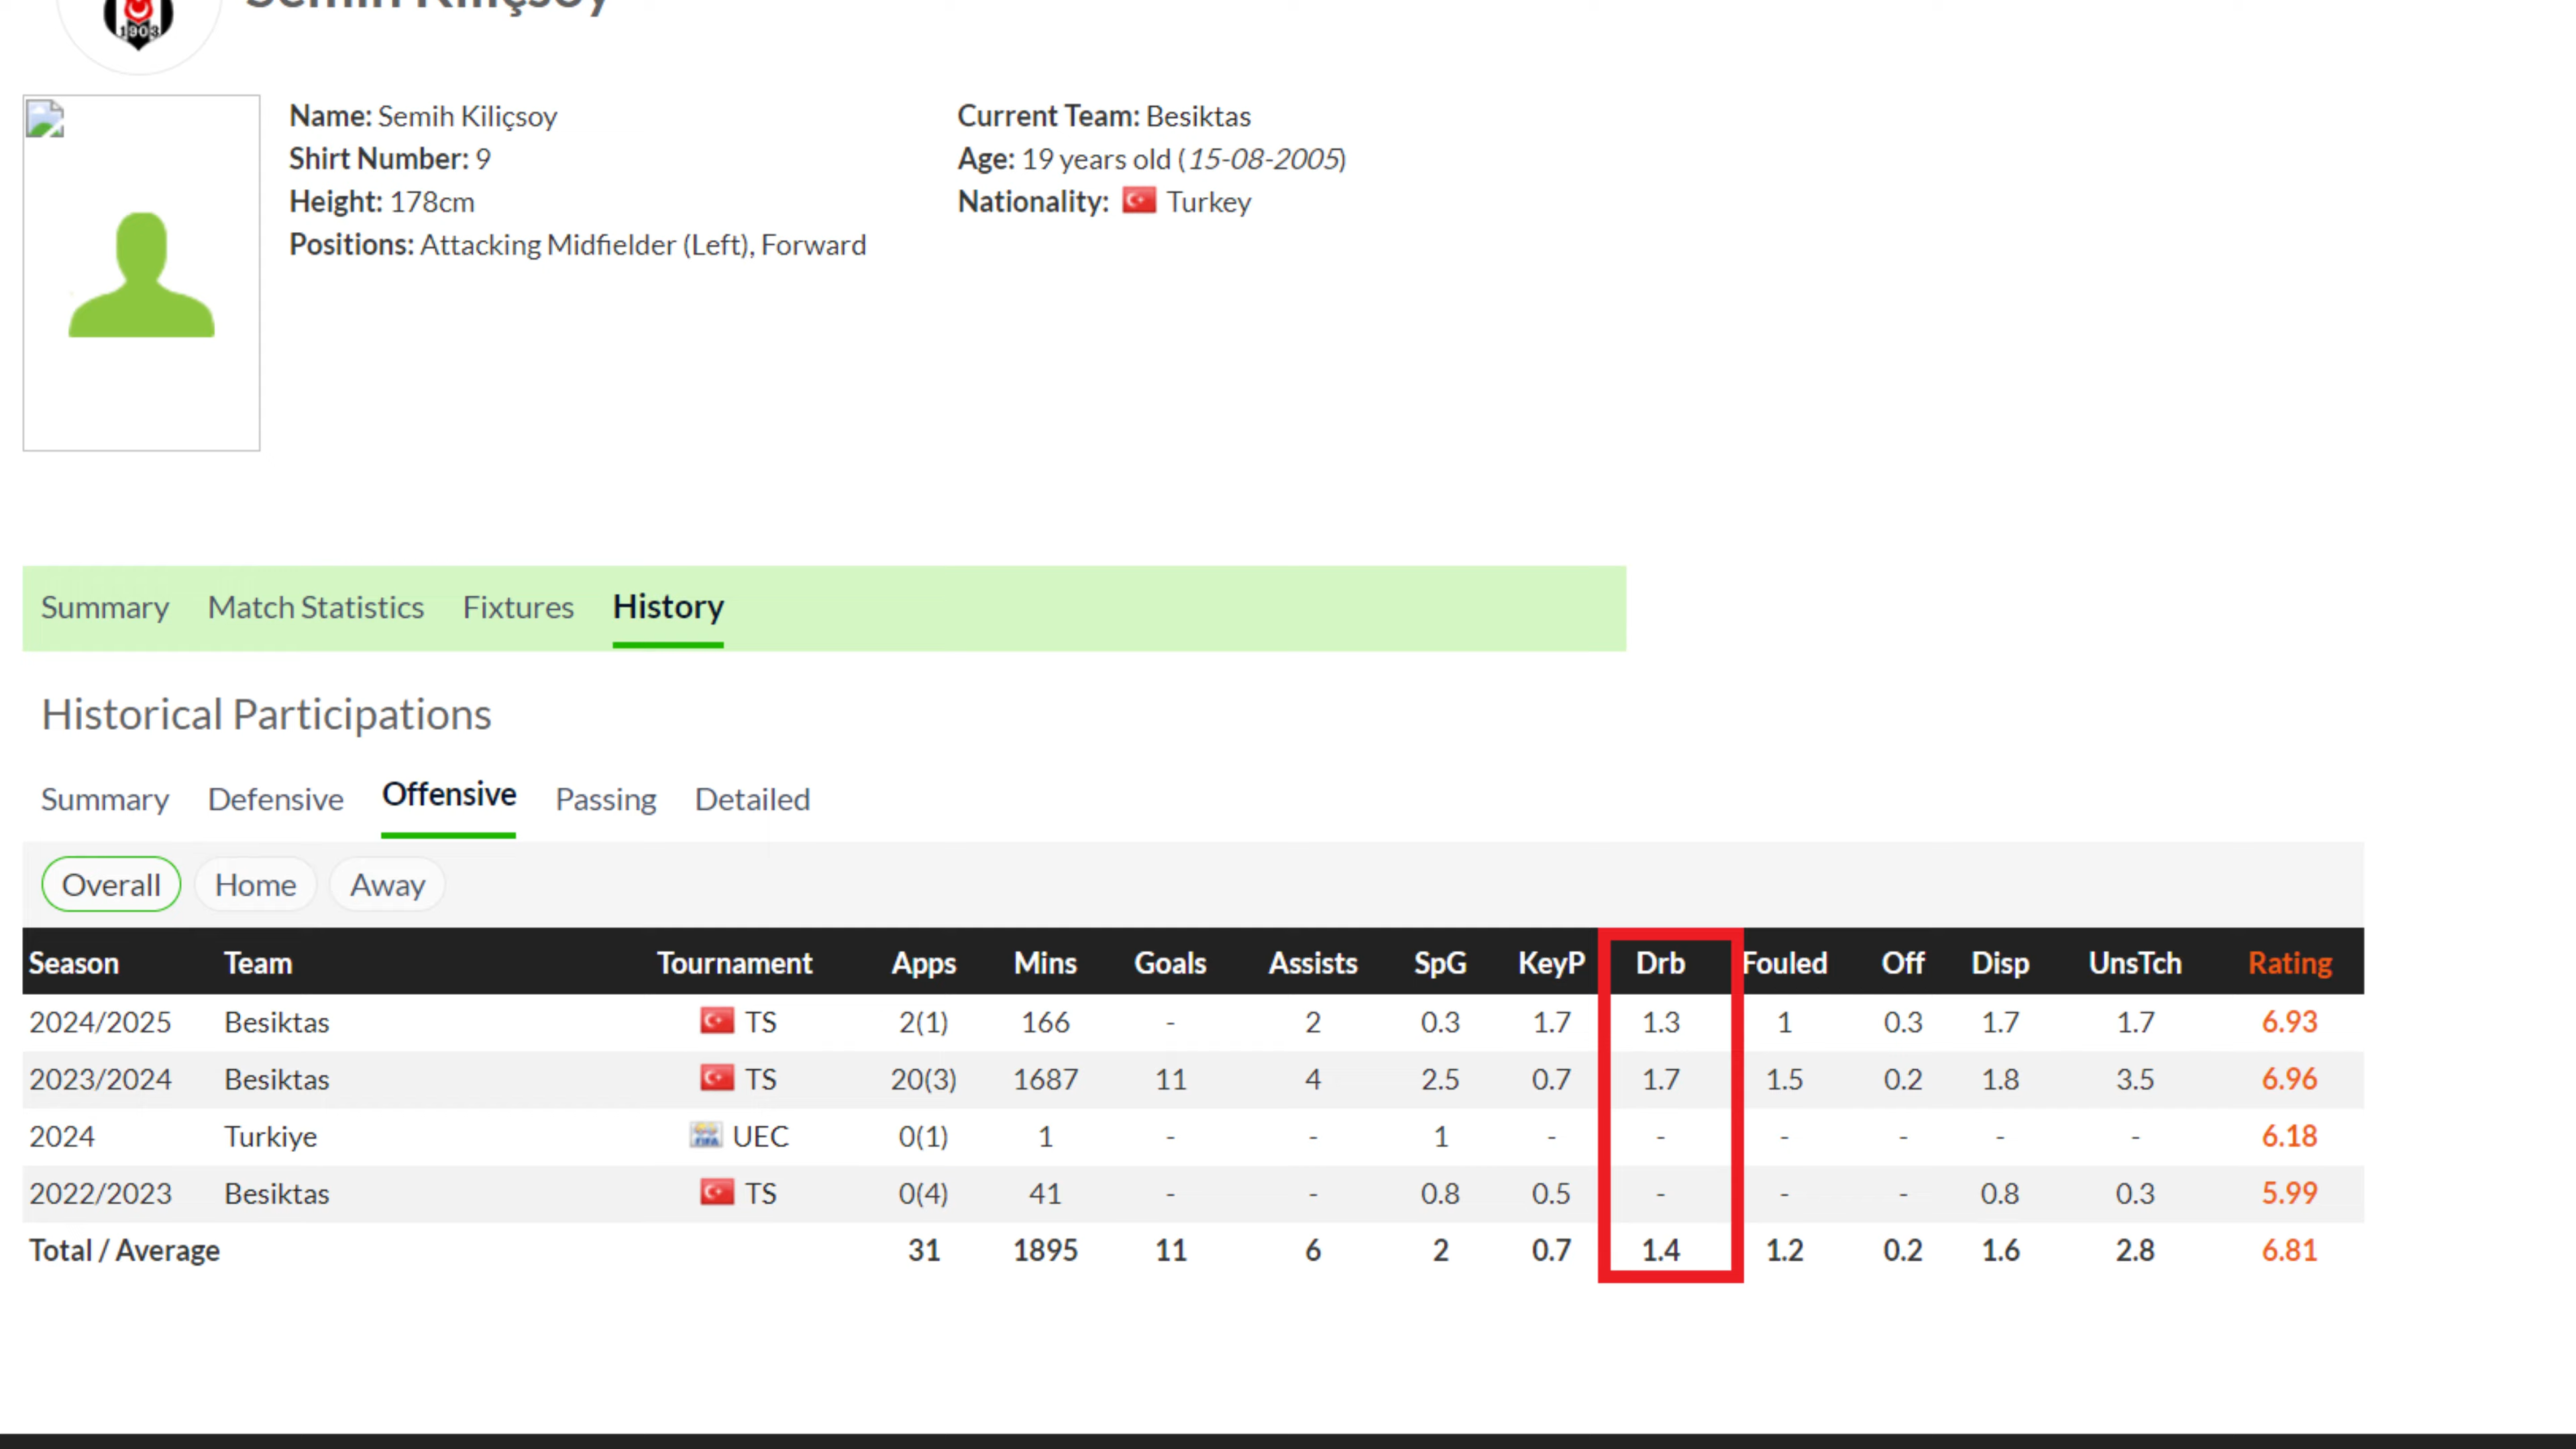 Semih Kiliçsoy
1903
Name: Semih Kiliçsoy
Shirt Number: 9
Height: 178cm
Positions: Attacking Midfielder (Left), Forward
Current Team: Besiktas
Age: 19 years old (15-08-2005)
Nationality: Turkey
Summary Match Statistics Fixtures History
Historical Participations
Summary Defensive Offensive Passing Detailed
Overall Home Away
Season Team Tournament Apps Mins Goals Assists SpG KeyP Drb Fouled Off Disp UnsTch Rating
2024/2025 Besiktas TS 2(1) 166 - 2 0.3 1.7 1.3 1 0.3 1.7 1.7 6.93
2023/2024 Besiktas TS 20(3) 1687 11 4 2.5 0.7 1.7 1.5 0.2 1.8 3.5 6.96
2024 Turkiye UEC 0(1) 1 - - 1 - - - - - - 6.18
2022/2023 Besiktas TS 0(4) 41 - - 0.8 0.5 - - - 0.8 0.3 5.99
Total / Average 31 1895 11 6 2 0.7 1.4 1.2 0.2 1.6 2.8 6.81